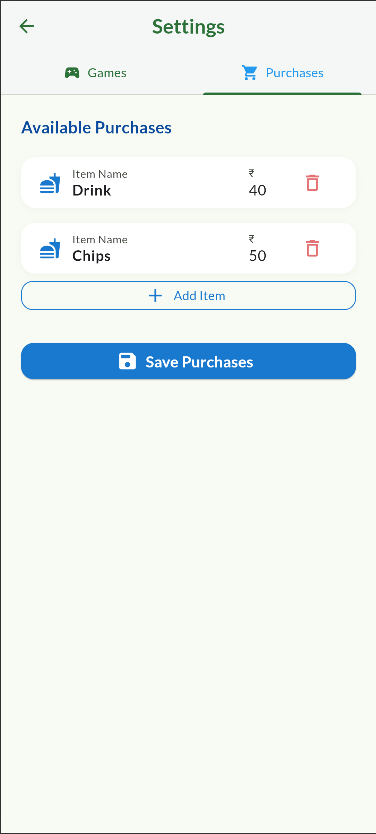 Settings
Games
Purchases
Available Purchases
Item Name
Drink
₹
40
Item Name
Chips
₹
50
Add Item
Save Purchases